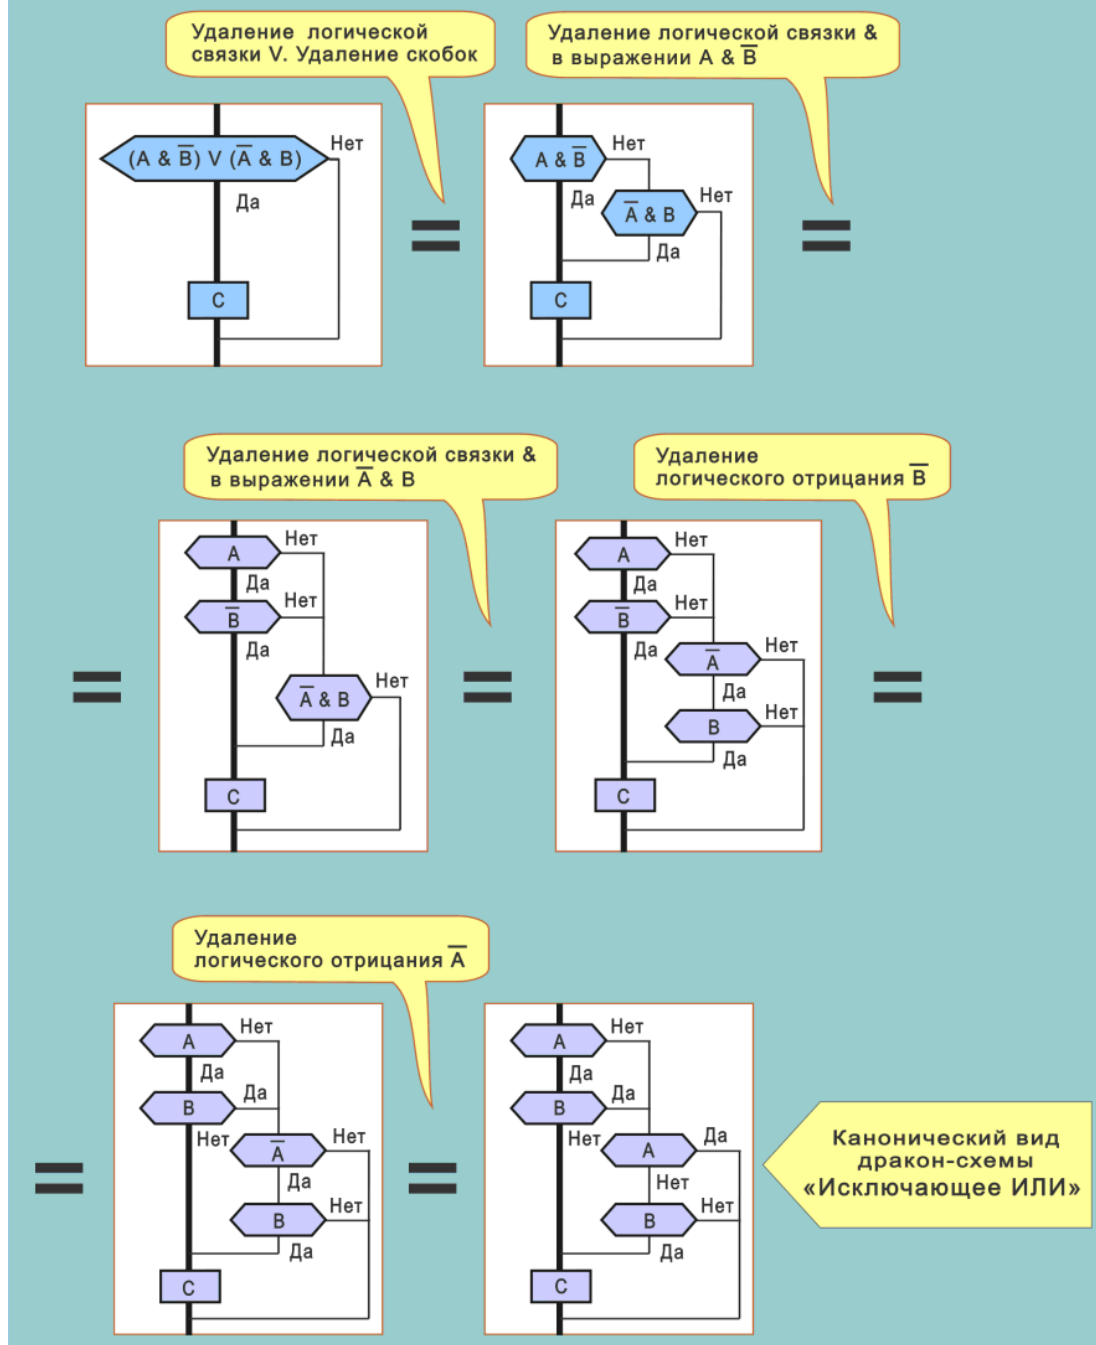 Удаление логической
связки V. Удаление скобок
Удаление логической связки &
в выражении A & B̅
(A & B̅) V (A̅ & B)
Нет
Да
C
A & B̅
Нет
Да
A̅ & B
Нет
Да
C
Удаление логической связки &
в выражении A̅ & B
Удаление
логического отрицания B̅
A
Нет
Да
B̅
Нет
Да
A̅ & B
Нет
Да
C
A
Нет
Да
B̅
Нет
Да
A̅
Нет
Да
B
Нет
Да
C
Удаление
логического отрицания A̅
A
Нет
Да
B
Да
Нет
A̅
Нет
Да
B
Нет
Да
C
A
Нет
Да
B
Да
Нет
A
Да
Нет
B
Нет
Да
C
Канонический вид
дракон-схемы
«Исключающее ИЛИ»